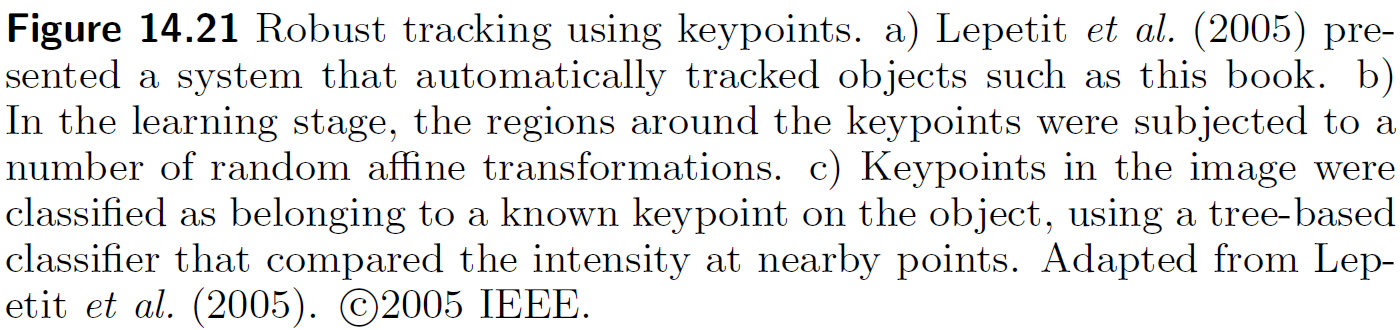 Figure 14.21 Robust tracking using keypoints. a) Lepetit et al. (2005) pre-
sented a system that automatically tracked objects such as this book. b)
In the learning stage, the regions around the keypoints were subjected to a
number of random affine transformations. c) Keypoints in the image were
classified as belonging to a known keypoint on the object, using a tree-based
classifier that compared the intensity at nearby points. Adapted from Lep-
etit et al. (2005). ©2005 IEEE.